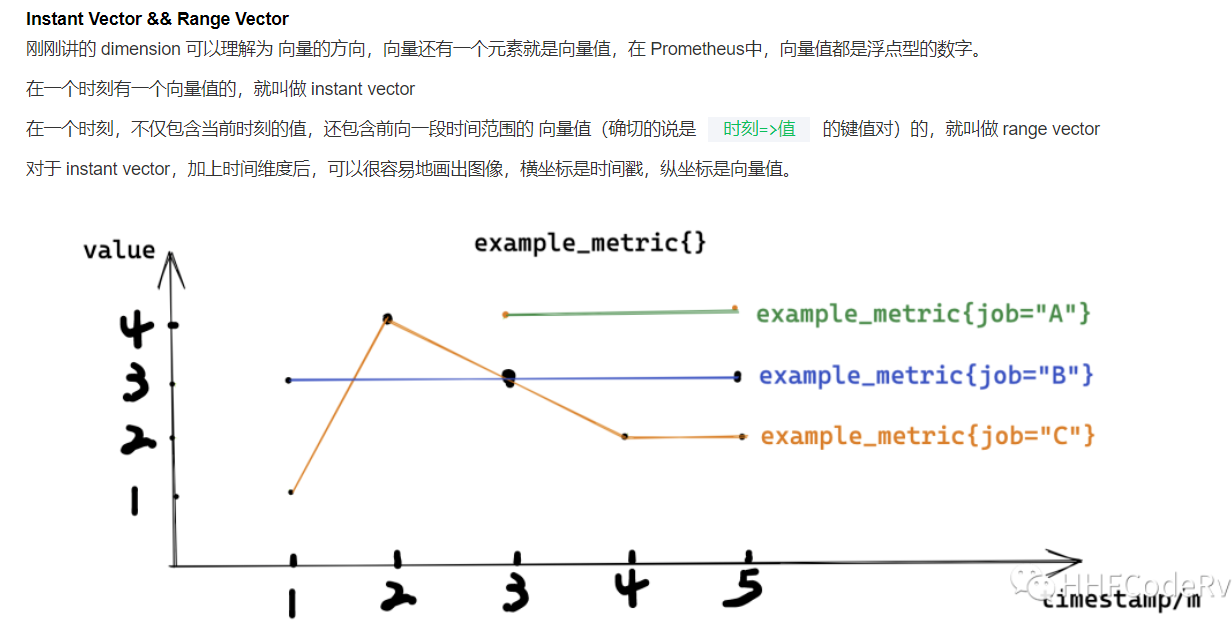 Instant Vector && Range Vector
刚刚讲的 dimension 可以理解为 向量的方向，向量还有一个元素就是向量值，在 Prometheus中，向量值都是浮点型的数字。
在一个时刻有一个向量值的，就叫做 instant vector
在一个时刻，不仅包含当前时刻的值，还包含前向一段时间范围的 向量值（确切的说是 时刻=>值 的键值对）的，就叫做 range vector
对于 instant vector，加上时间维度后，可以很容易地画出图像，横坐标是时间戳，纵坐标是向量值。
value
example_metric{}
4
example_metric{job="A"}
3
example_metric{job="B"}
2
example_metric{job="C"}
1
1 2 3 4 5
HHFCodeRv
timestamp/m